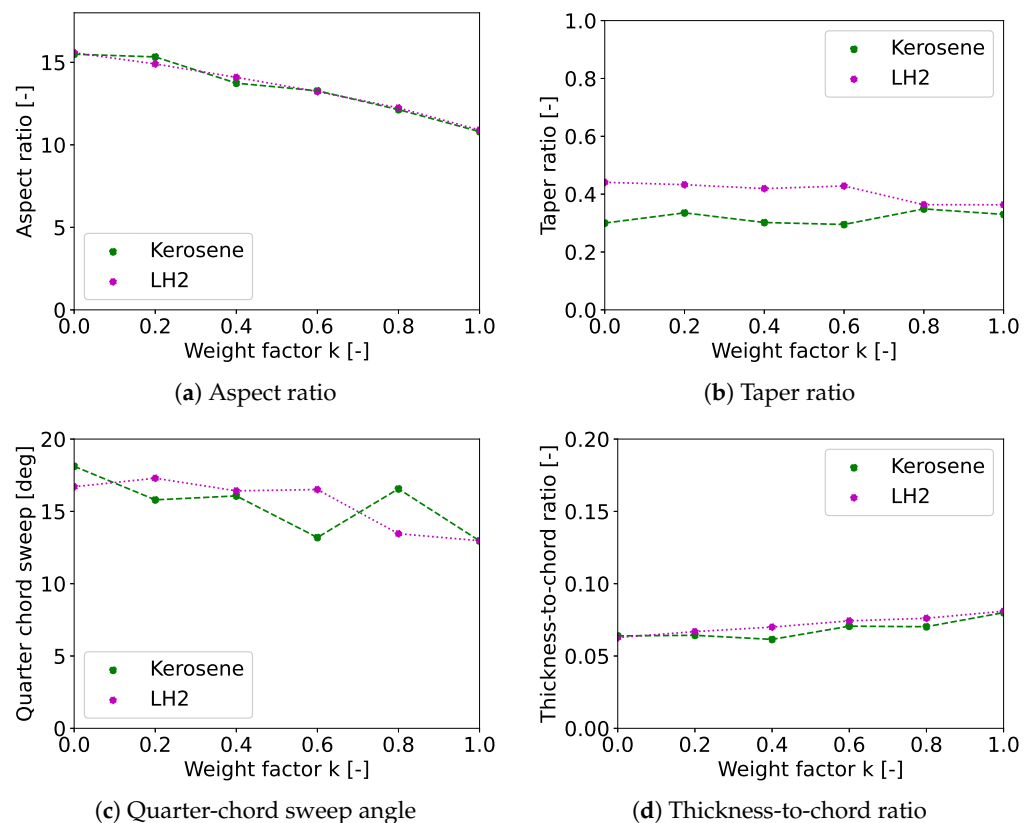 Aspect ratio [-]
15
10
5
0
Kerosene
LH2
0.0 0.2 0.4 0.6 0.8 1.0
Weight factor k [-]
(a) Aspect ratio
Taper ratio [-]
1.0
0.8
0.6
0.4
0.2
0.0
Kerosene
LH2
0.0 0.2 0.4 0.6 0.8 1.0
Weight factor k [-]
(b) Taper ratio
Quarter chord sweep [deg]
20
15
10
5
0
Kerosene
LH2
0.0 0.2 0.4 0.6 0.8 1.0
Weight factor k [-]
(c) Quarter-chord sweep angle
Thickness-to-chord ratio [-]
0.20
0.15
0.10
0.05
0.00
Kerosene
LH2
0.0 0.2 0.4 0.6 0.8 1.0
Weight factor k [-]
(d) Thickness-to-chord ratio